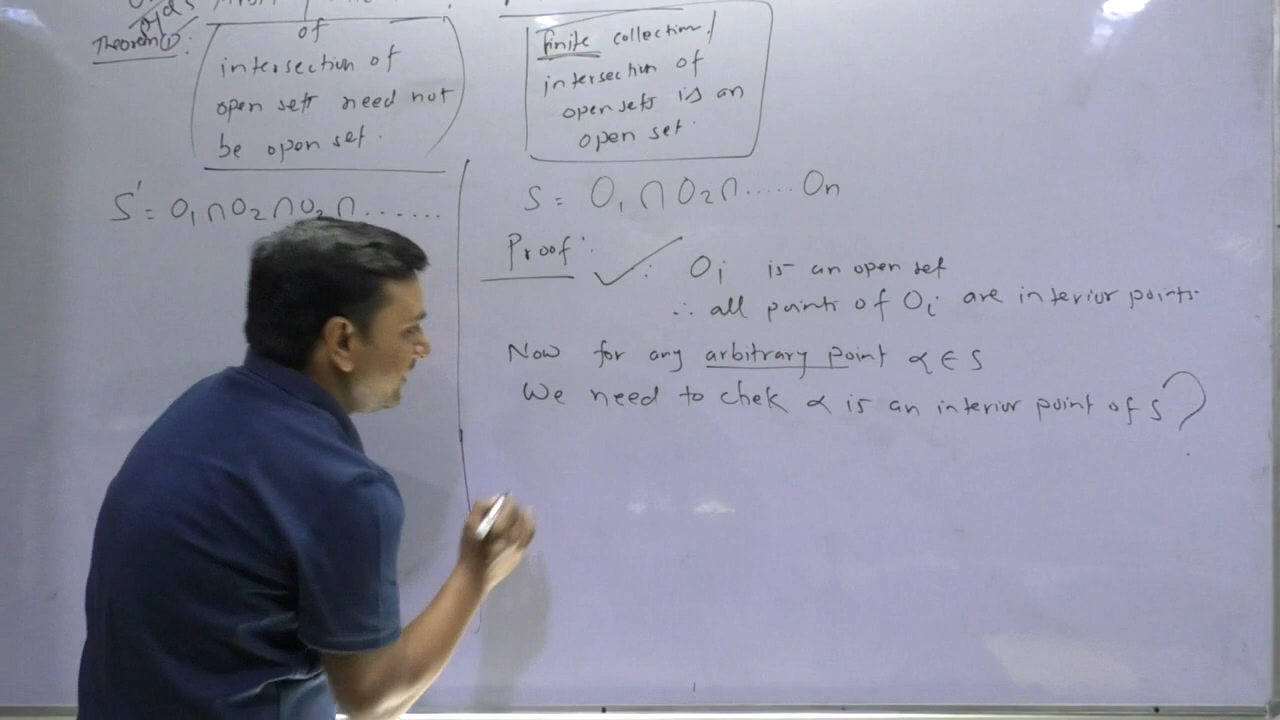 Theorem ① :
of
intersection of
open sets need not
be open set.
finite collection /
intersection of
open sets is an
open set.
S' = O₁ ∩ O₂ ∩ O₃ ∩ .......
S = O₁ ∩ O₂ ∩ ..... On
Proof :
∵ Oi is an open set
∴ all points of Oi are interior points.
Now for any arbitrary point α ∈ S
We need to chek α is an interior point of S ?